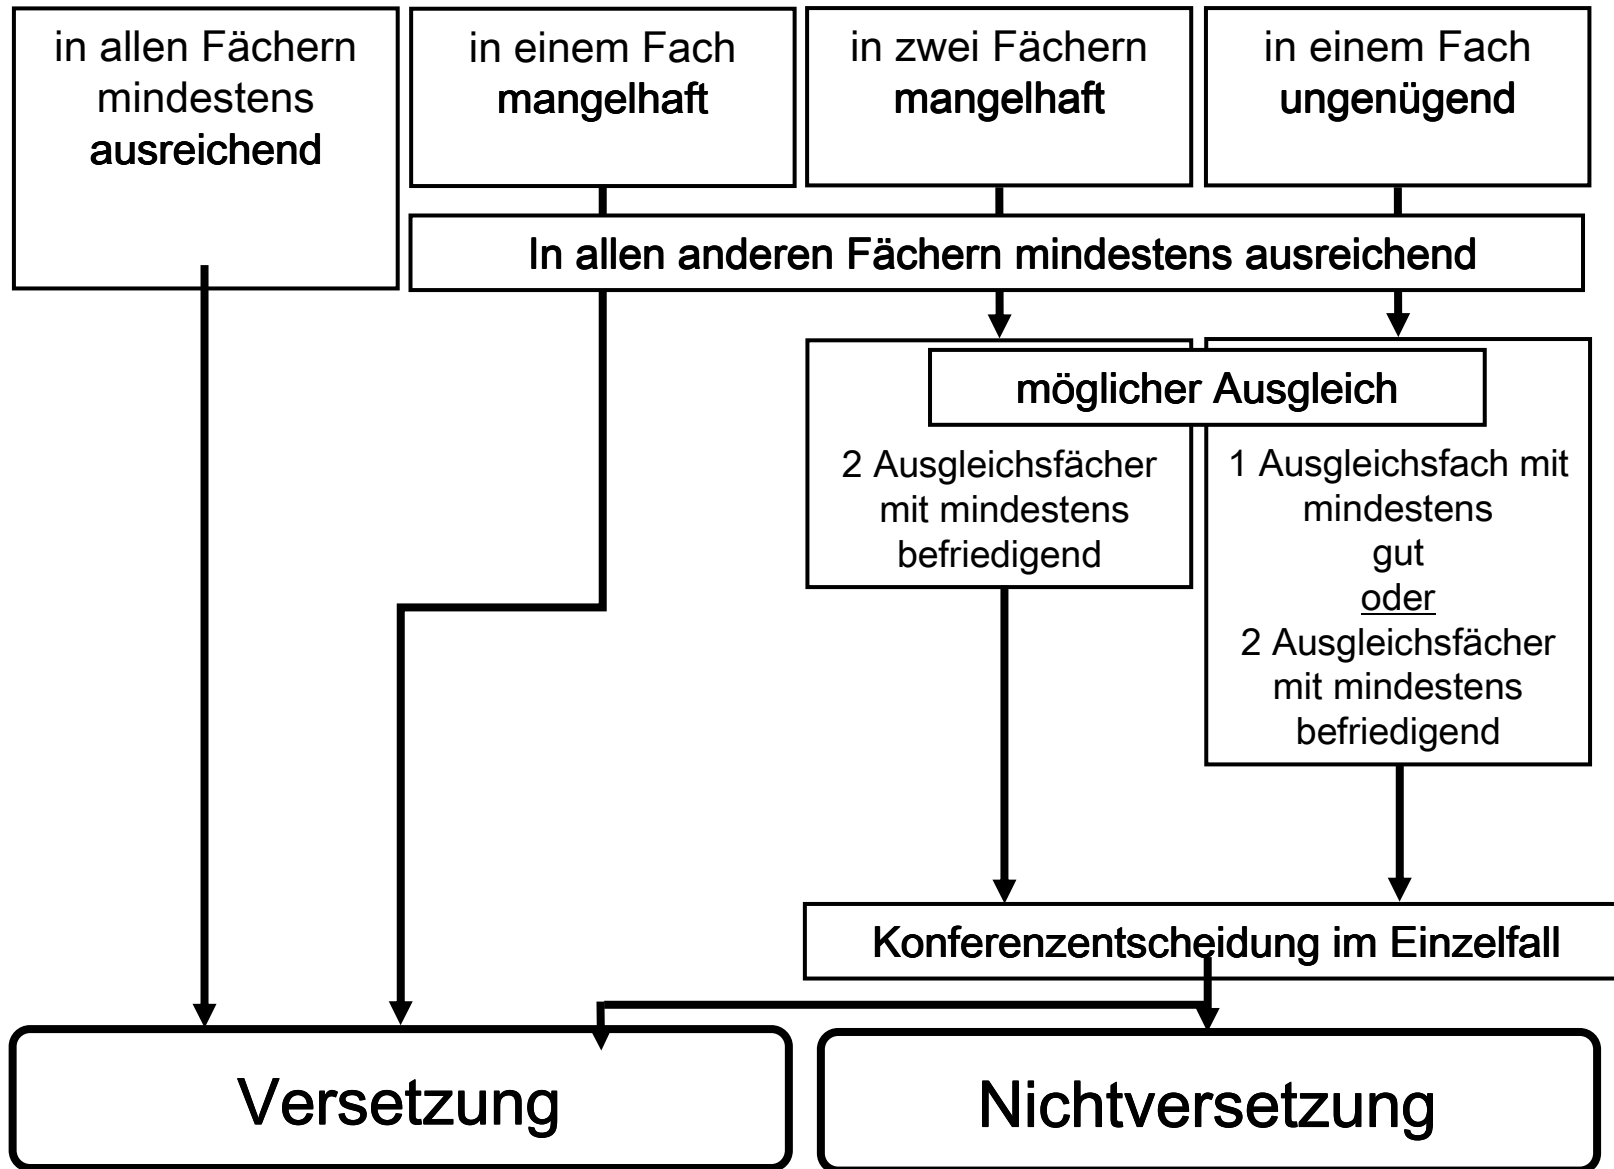 in allen Fächern
mindestens
ausreichend
in einem Fach
mangelhaft
in zwei Fächern
mangelhaft
in einem Fach
ungenügend
In allen anderen Fächern mindestens ausreichend
möglicher Ausgleich
2 Ausgleichsfächer
mit mindestens
befriedigend
1 Ausgleichsfach mit
mindestens
gut
oder
2 Ausgleichsfächer
mit mindestens
befriedigend
Konferenzentscheidung im Einzelfall
Versetzung
Nichtversetzung